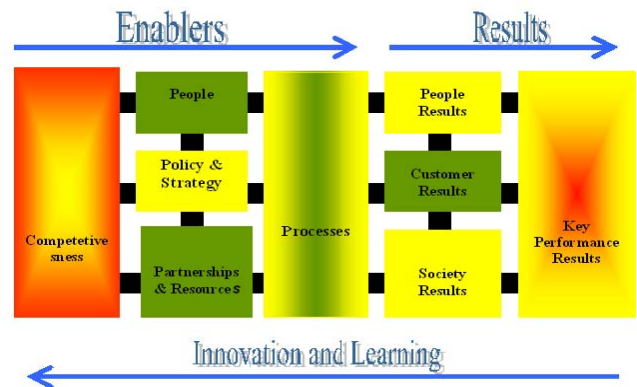 Enablers
Results
Competetive
sness
People
Policy &
Strategy
Partnerships
& Resources
Processes
People
Results
Customer
Results
Society
Results
Key
Performance
Results
Innovation and Learning